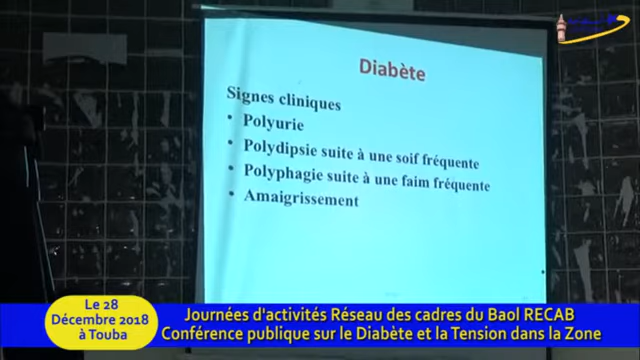 Diabète
Signes cliniques
• Polyurie
• Polydipsie suite à une soif fréquente
• Polyphagie suite à une faim fréquente
• Amaigrissement
Le 28
Décembre 2018
à Touba
Journées d'activités Réseau des cadres du Baol RECAB
Conférence publique sur le Diabète et la Tension dans la Zone